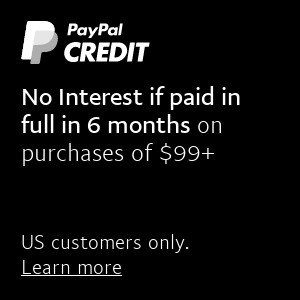 PayPal
CREDIT
No Interest if paid in
full in 6 months on
purchases of $99+
US customers only.
Learn more